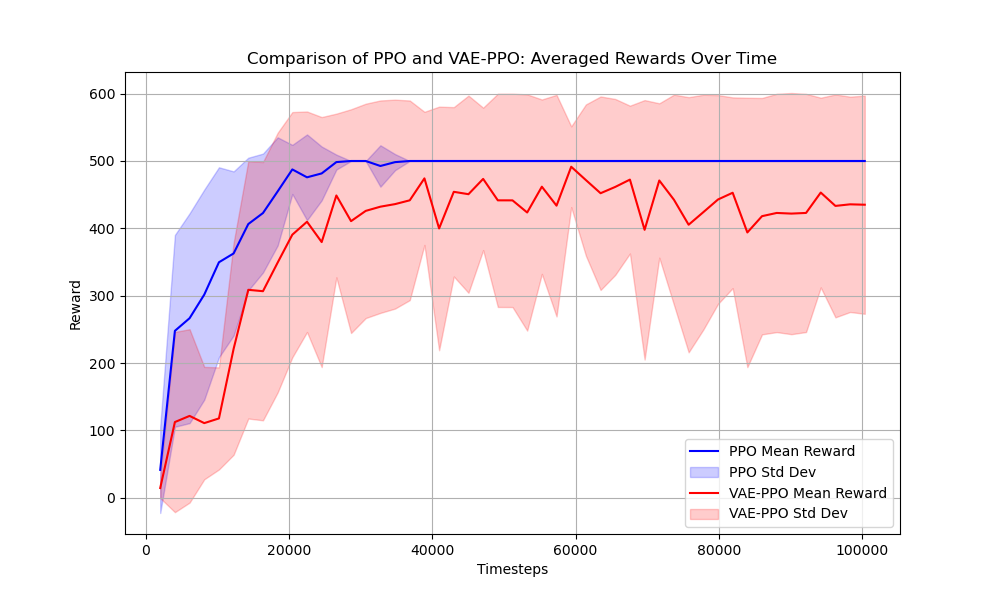 Comparison of PPO and VAE-PPO: Averaged Rewards Over Time
600
500
400
300
200
100
0
Reward
0 20000 40000 60000 80000 100000
Timesteps
PPO Mean Reward
PPO Std Dev
VAE-PPO Mean Reward
VAE-PPO Std Dev